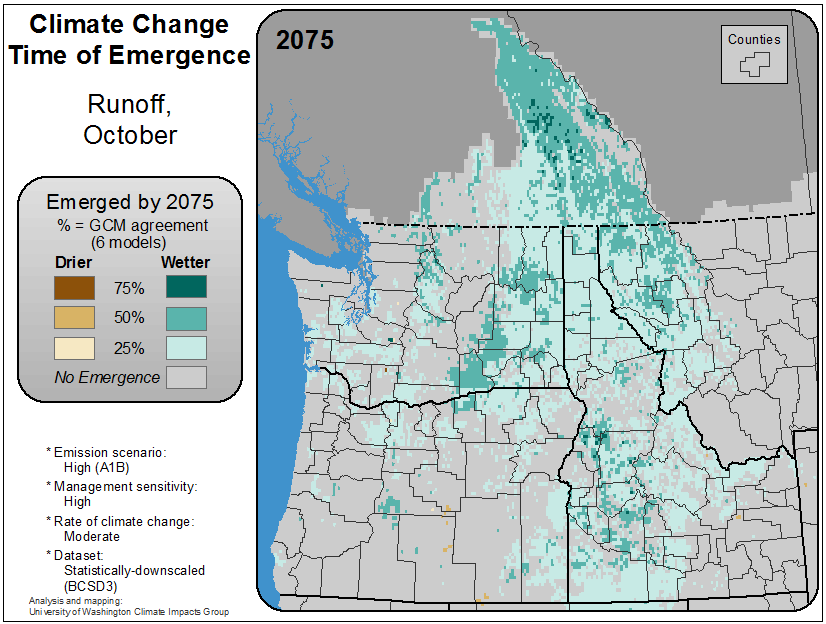 Climate Change
Time of Emergence
Runoff,
October
Emerged by 2075
% = GCM agreement
(6 models)
Drier Wetter
75%
50%
25%
No Emergence
* Emission scenario:
High (A1B)
* Management sensitivity:
High
* Rate of climate change:
Moderate
* Dataset:
Statistically-downscaled
(BCSD3)
Analysis and mapping:
University of Washington Climate Impacts Group
2075
Counties